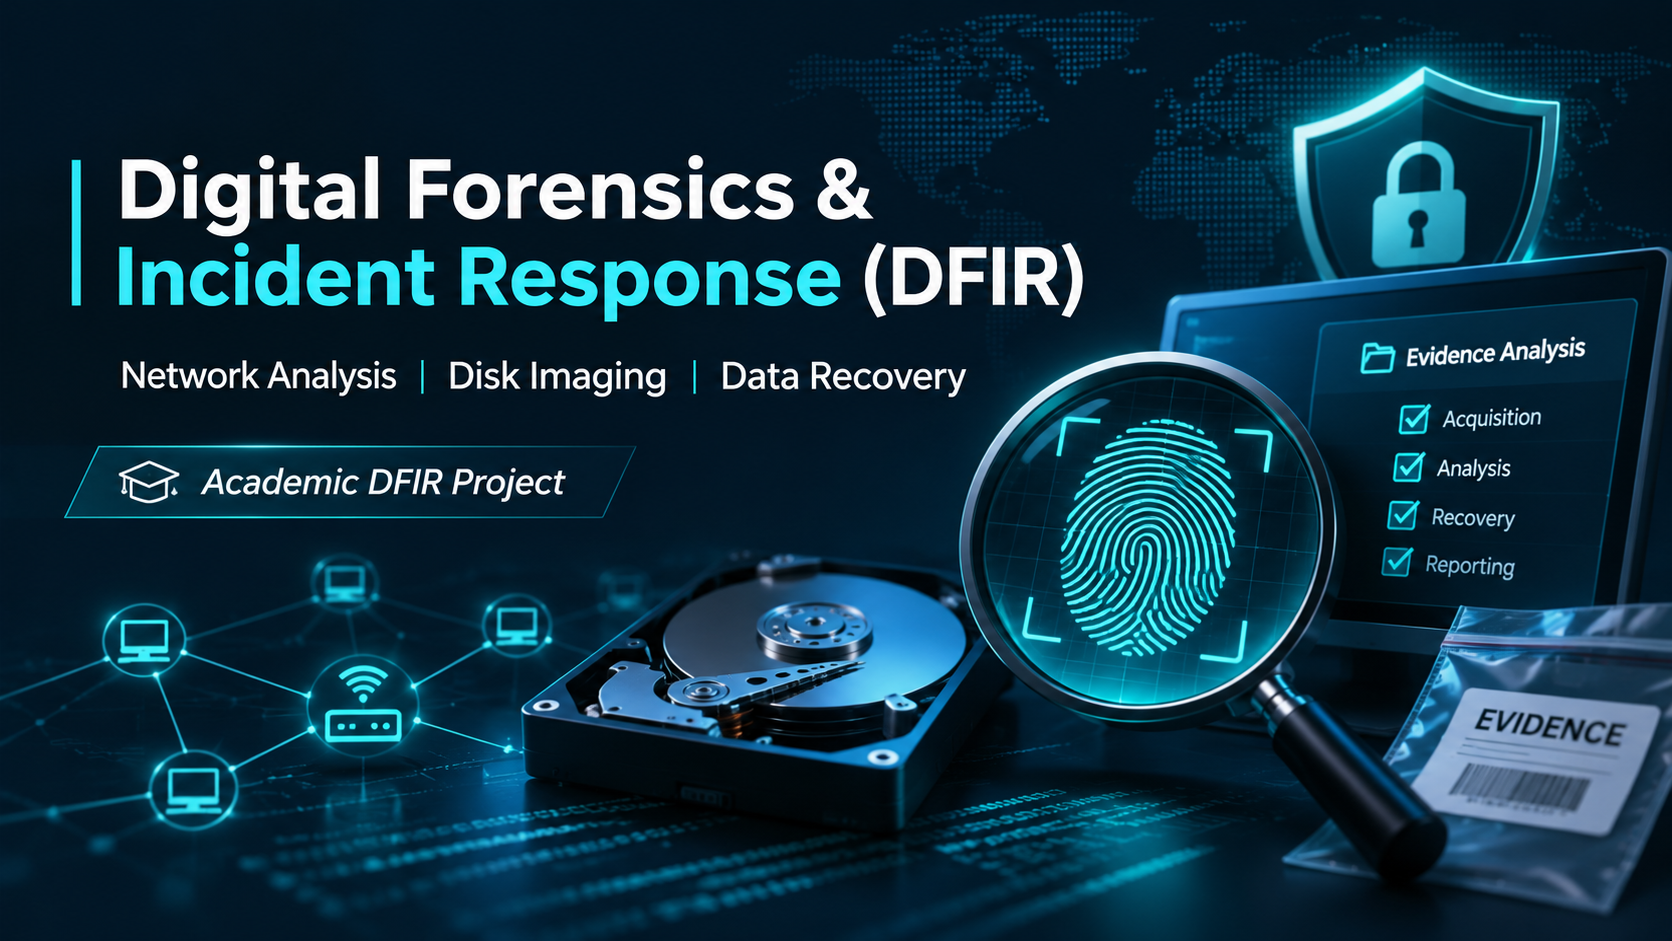 Digital Forensics &
Incident Response (DFIR)
Network Analysis | Disk Imaging | Data Recovery
Academic DFIR Project
Evidence Analysis
Acquisition
Analysis
Recovery
Reporting
EVIDENCE